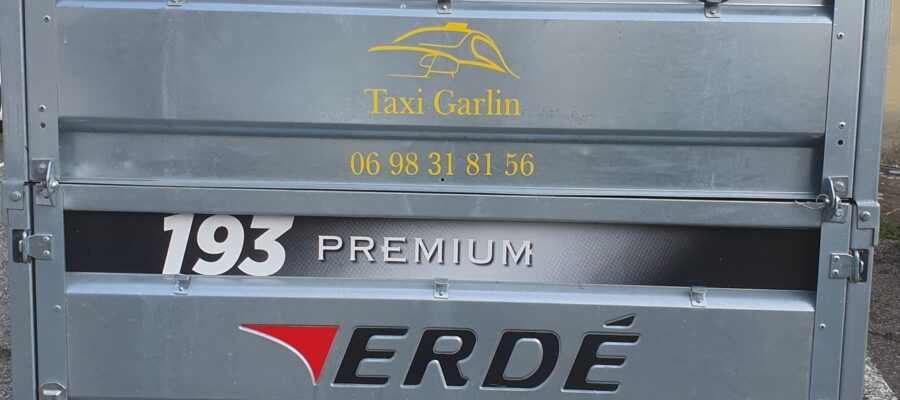 Taxi Garlin
06 98 31 81 56
193 PREMIUM
ERDÉ